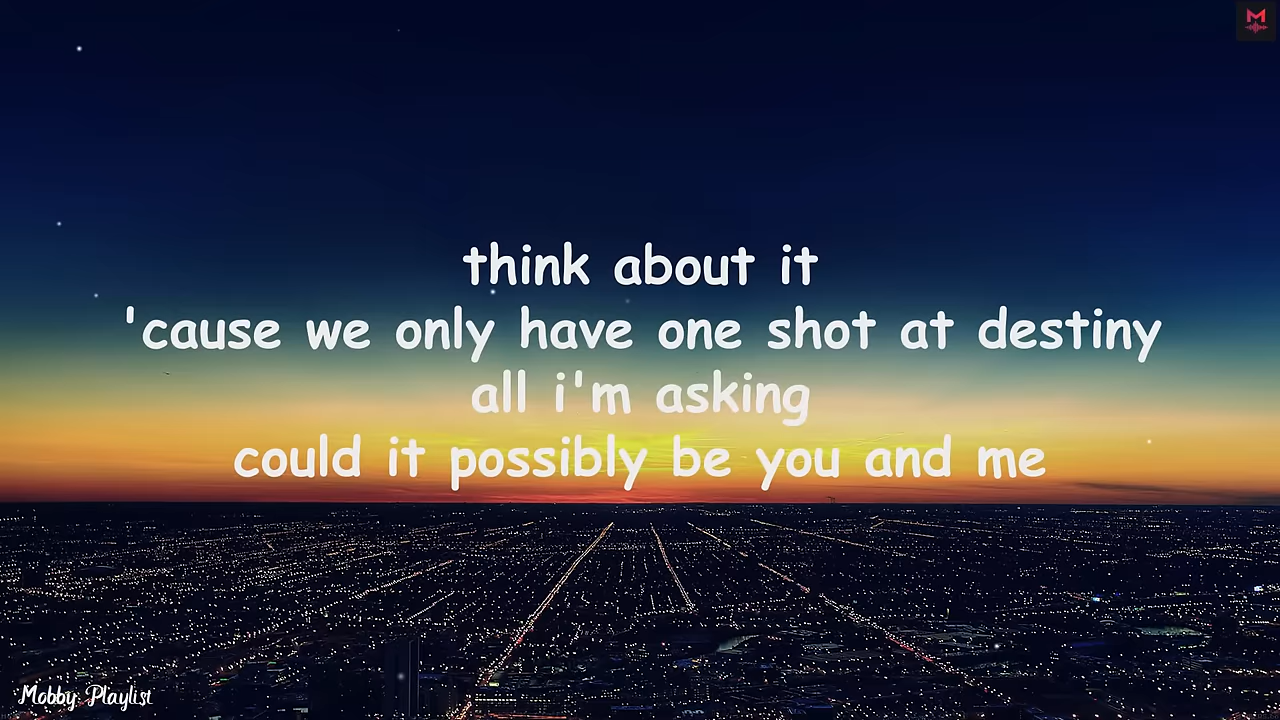 M
think about it
'cause we only have one shot at destiny
all i'm asking
could it possibly be you and me
Mobby Playlist